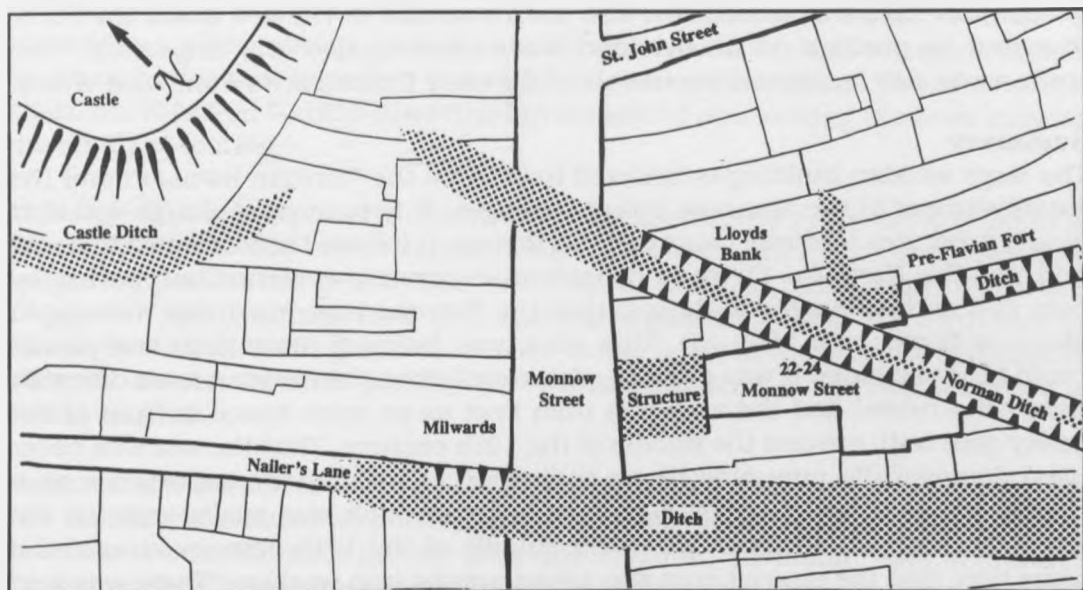 St. John Street
Castle
Castle Ditch
Lloyds
Bank
Pre-Flavian Fort
Ditch
Monnow
Street
Structure
22-24
Monnow Street
Norman Ditch
Milwards
Nailer's Lane
Ditch